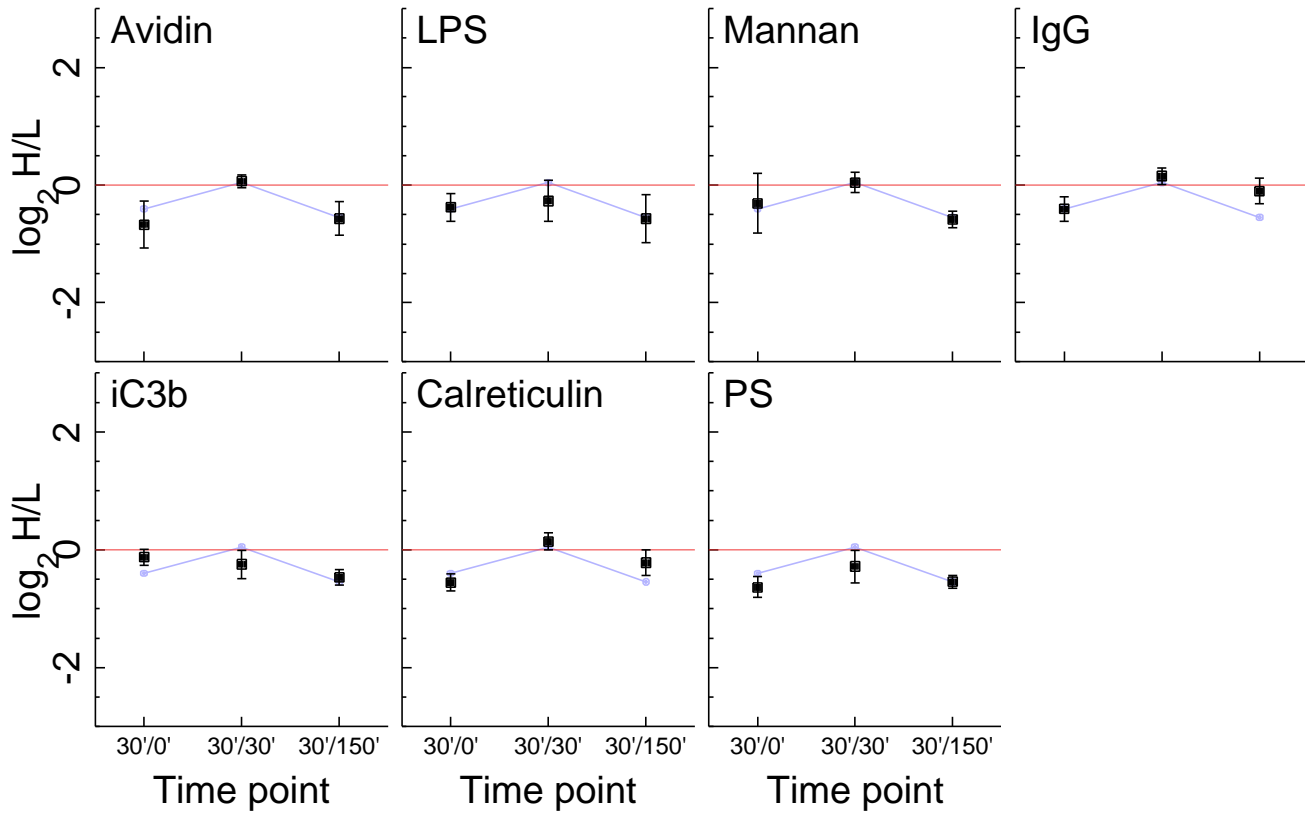 Avidin
LPS
Mannan
IgG
log₂ H/L
2
0
-2
iC3b
Calreticulin
PS
log₂ H/L
2
0
-2
30'/0' 30'/30' 30'/150'
30'/0' 30'/30' 30'/150'
30'/0' 30'/30' 30'/150'
Time point
Time point
Time point